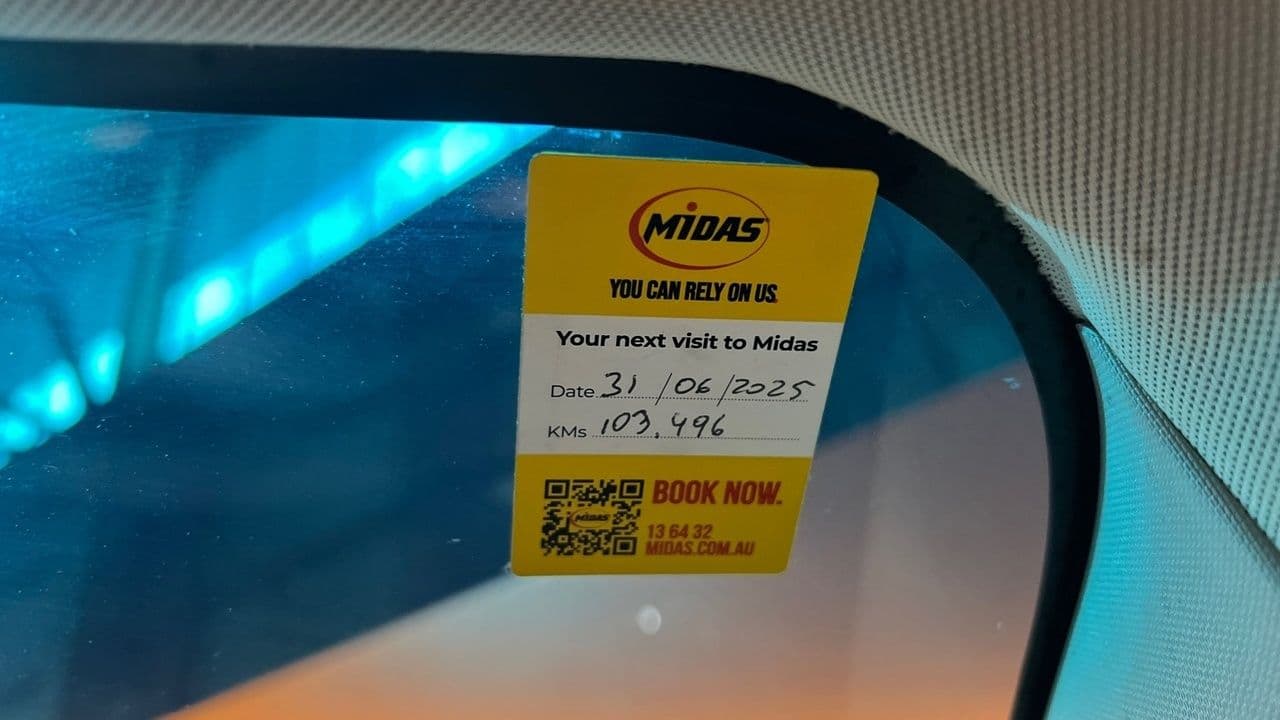 MIDAS
YOU CAN RELY ON US.
Your next visit to Midas
Date 31 / 06 / 2025
KMs 103,496
MIDAS
BOOK NOW.
13 64 32
MIDAS.COM.AU